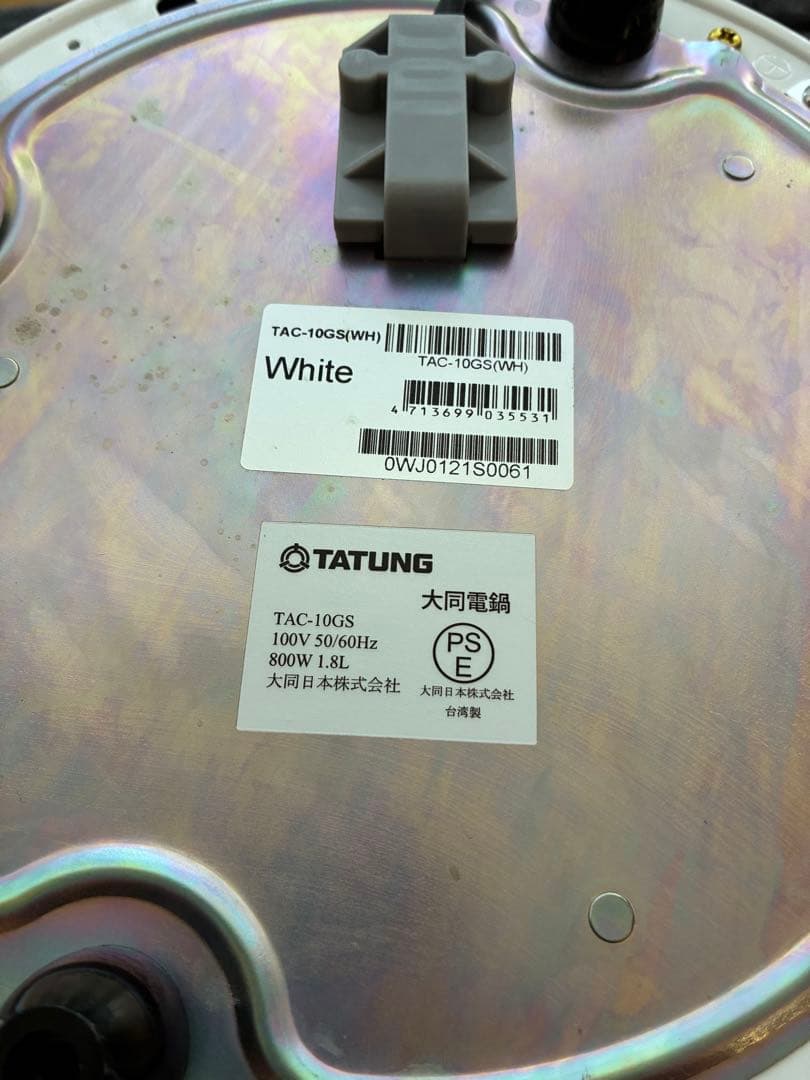 TAC-10GS(WH)
TAC-10GS(WH)
White
4 713699 035531
0WJ0121S0061
TATUNG
大同電鍋
TAC-10GS
100V 50/60Hz
800W 1.8L
大同日本株式会社
PS
E
大同日本株式会社
台湾製